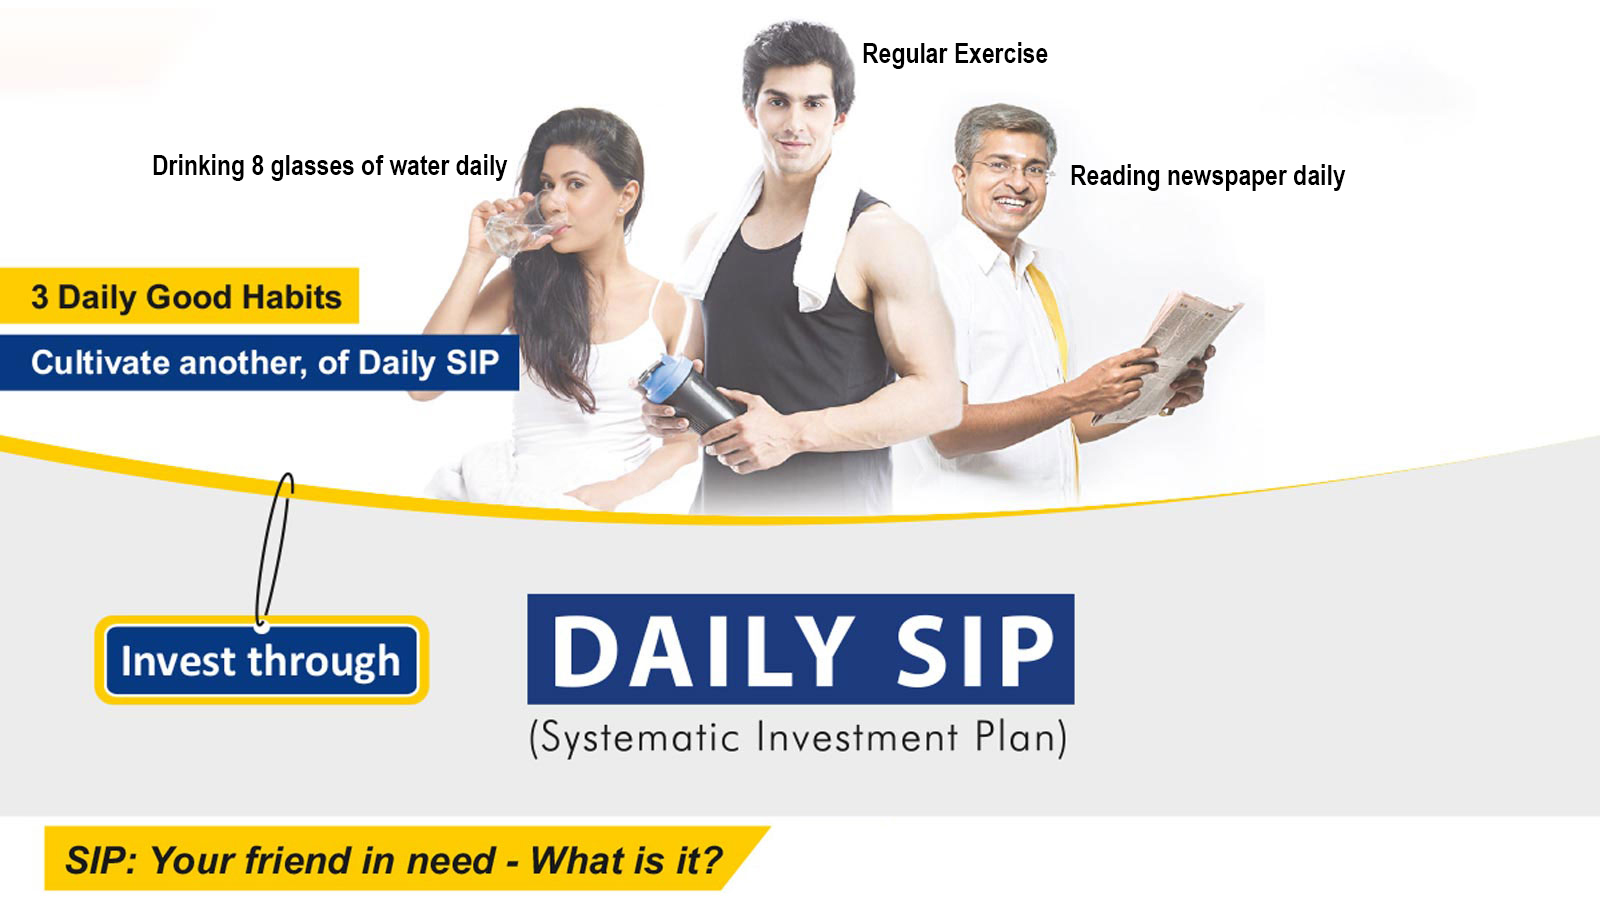 Regular Exercise
Drinking 8 glasses of water daily
Reading newspaper daily
3 Daily Good Habits
Cultivate another, of Daily SIP
Invest through
DAILY SIP
(Systematic Investment Plan)
SIP: Your friend in need - What is it?